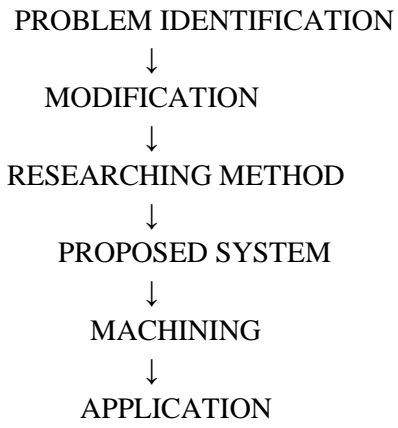 PROBLEM IDENTIFICATION
↓
MODIFICATION
↓
RESEARCHING METHOD
↓
PROPOSED SYSTEM
↓
MACHINING
↓
APPLICATION